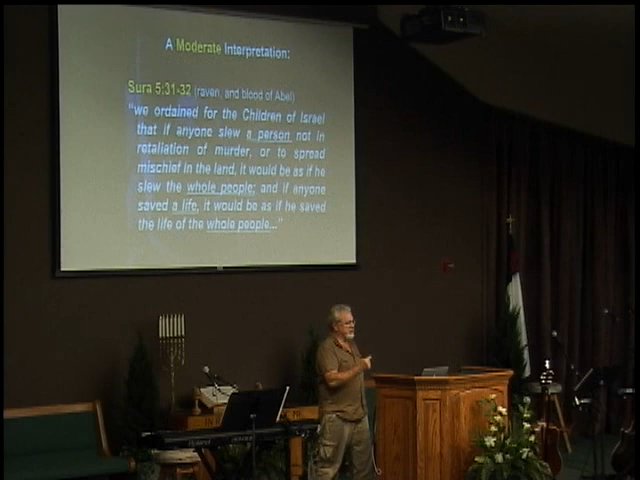 A Moderate Interpretation:
Sura 5:31-32 (raven, and blood of Abel)
"we ordained for the Children of Israel
that if anyone slew a person not in
retaliation of murder, or to spread
mischief in the land, it would be as if he
slew the whole people; and if anyone
saved a life, it would be as if he saved
the life of the whole people..."